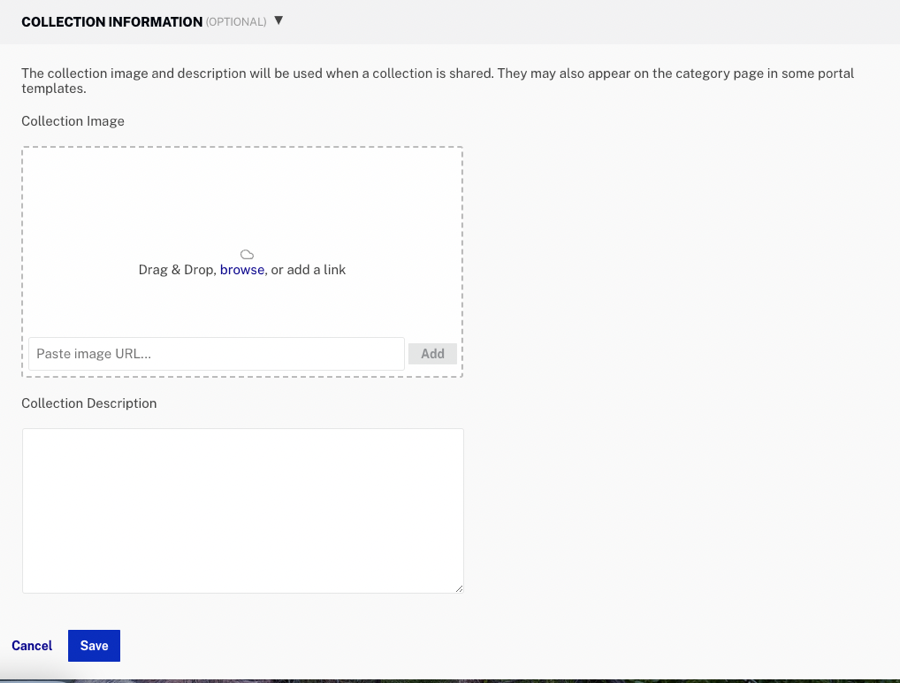 COLLECTION INFORMATION (OPTIONAL) ▼
The collection image and description will be used when a collection is shared. They may also appear on the category page in some portal
templates.
Collection Image
Drag & Drop, browse, or add a link
Paste image URL...
Add
Collection Description
Cancel
Save